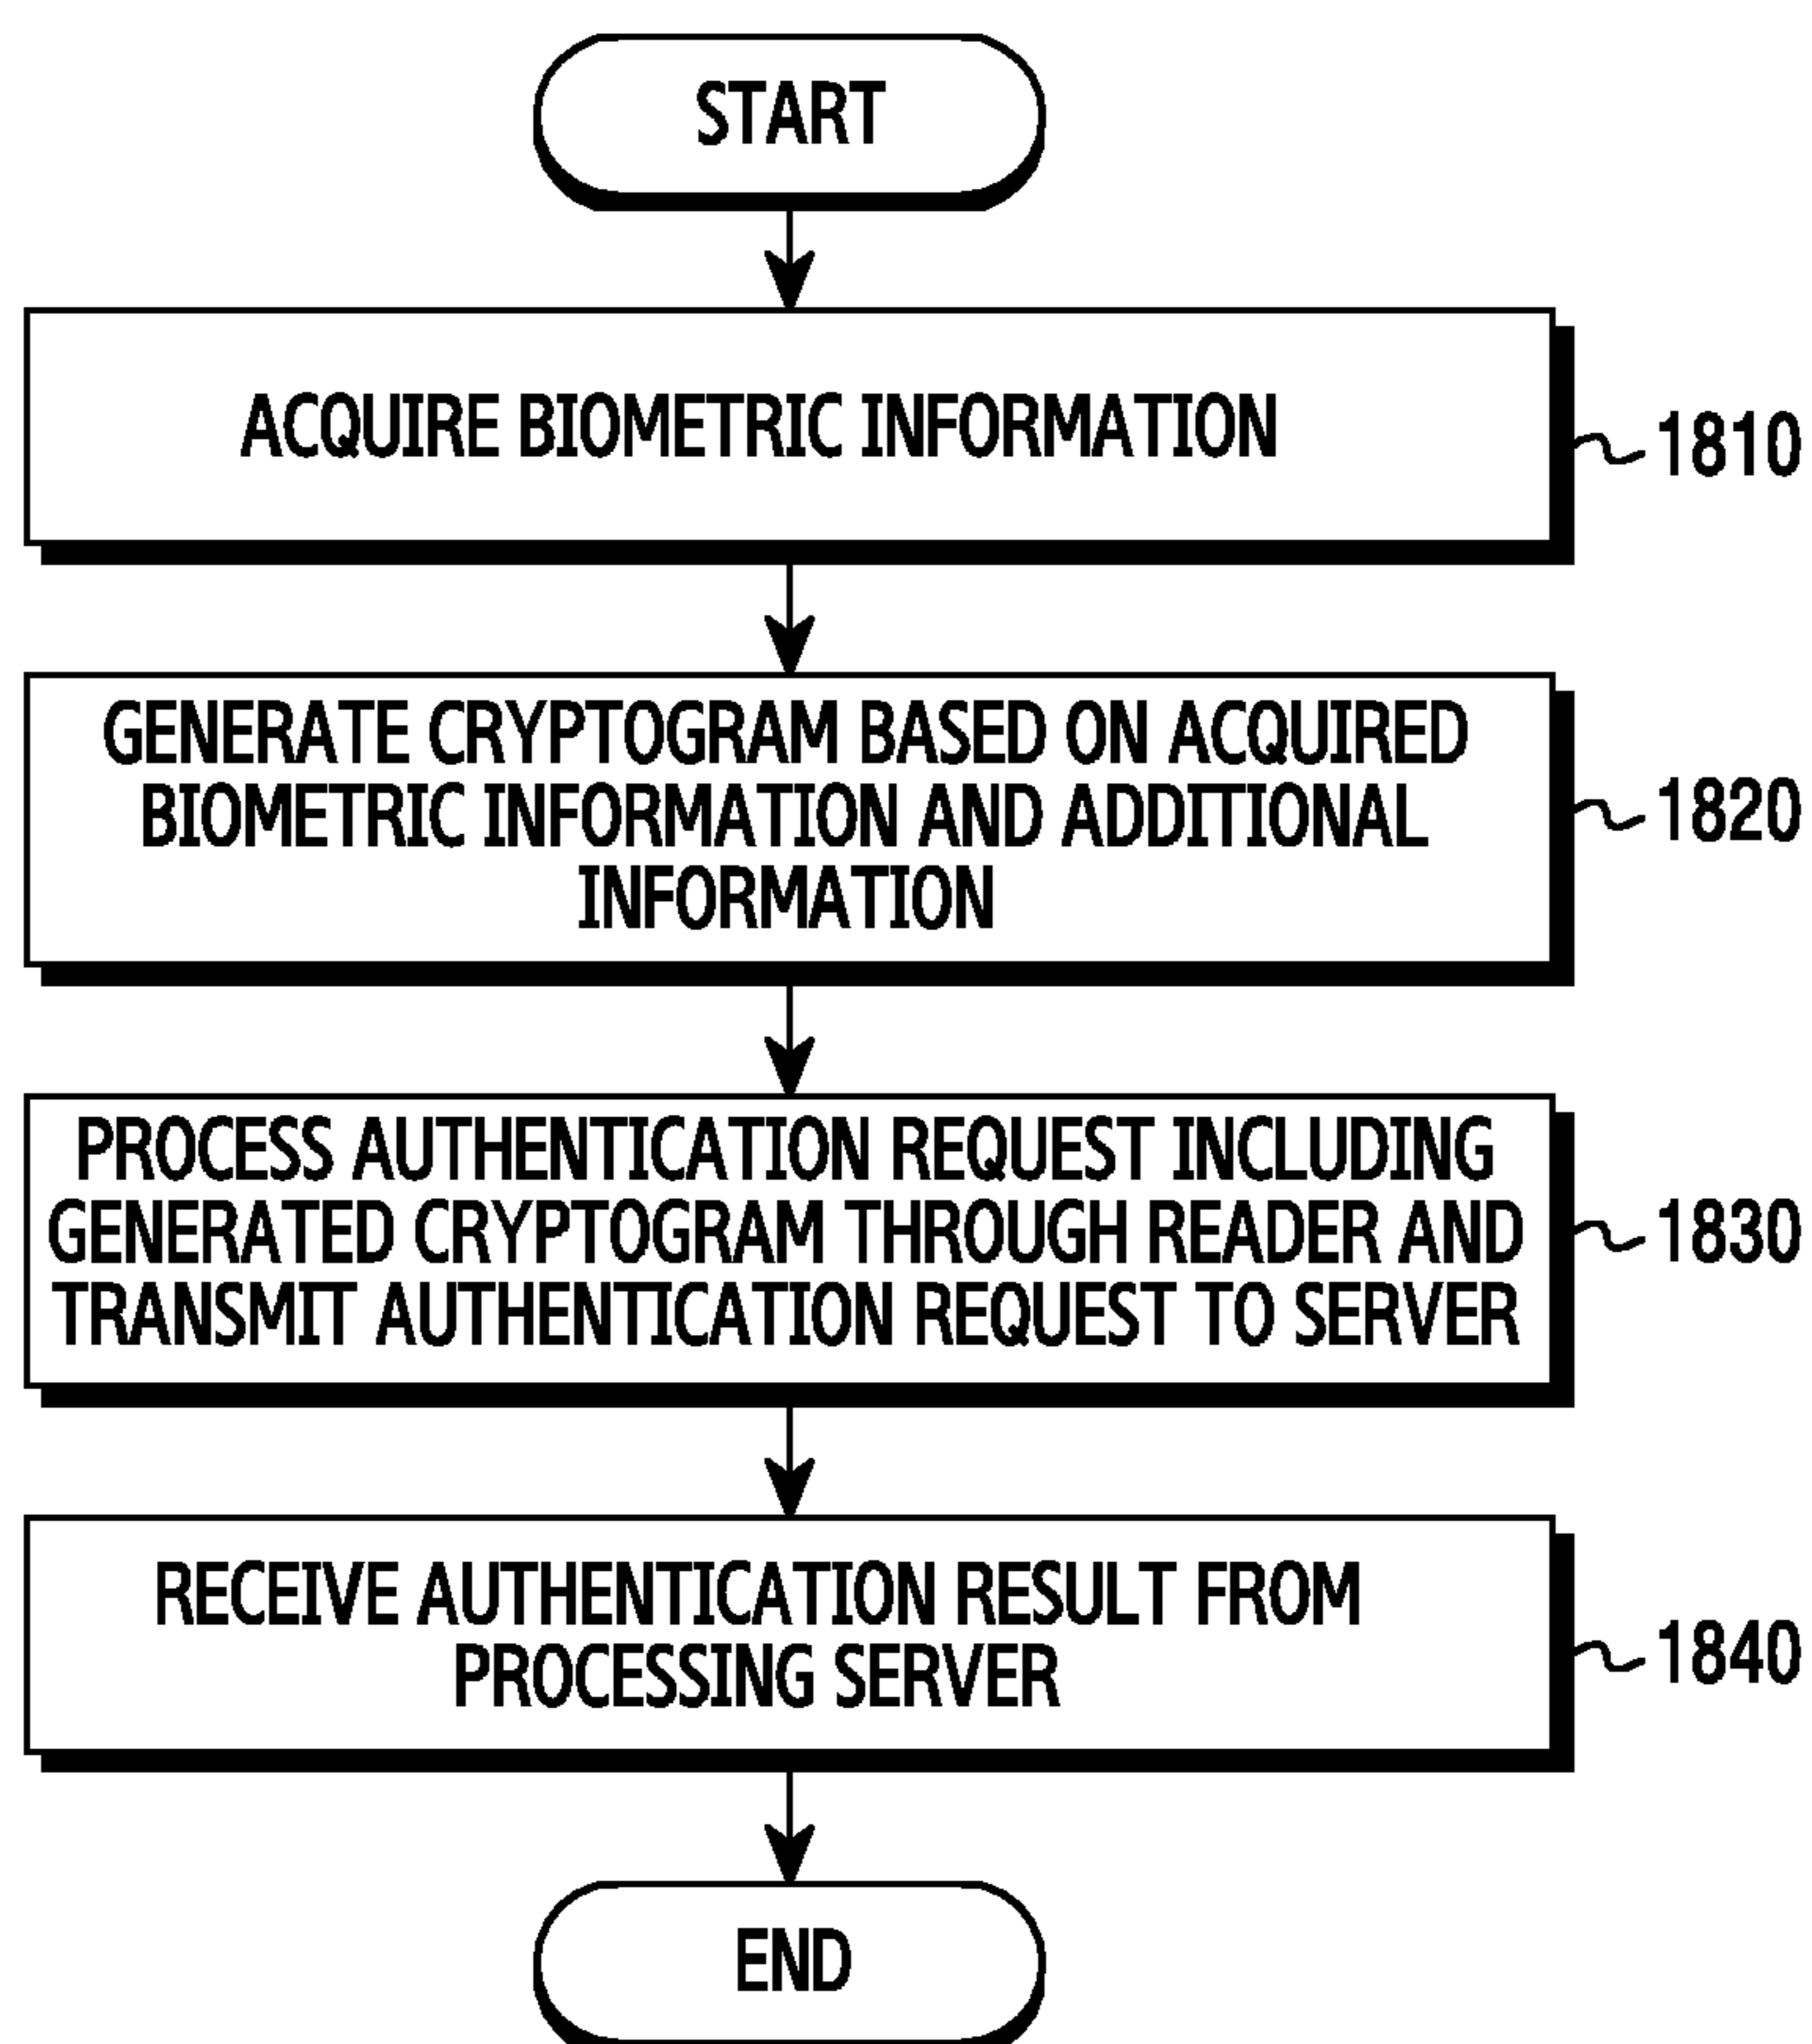 START
ACQUIRE BIOMETRIC INFORMATION
1810
GENERATE CRYPTOGRAM BASED ON ACQUIRED
BIOMETRIC INFORMATION AND ADDITIONAL
INFORMATION
1820
PROCESS AUTHENTICATION REQUEST INCLUDING
GENERATED CRYPTOGRAM THROUGH READER AND
TRANSMIT AUTHENTICATION REQUEST TO SERVER
1830
RECEIVE AUTHENTICATION RESULT FROM
PROCESSING SERVER
1840
END